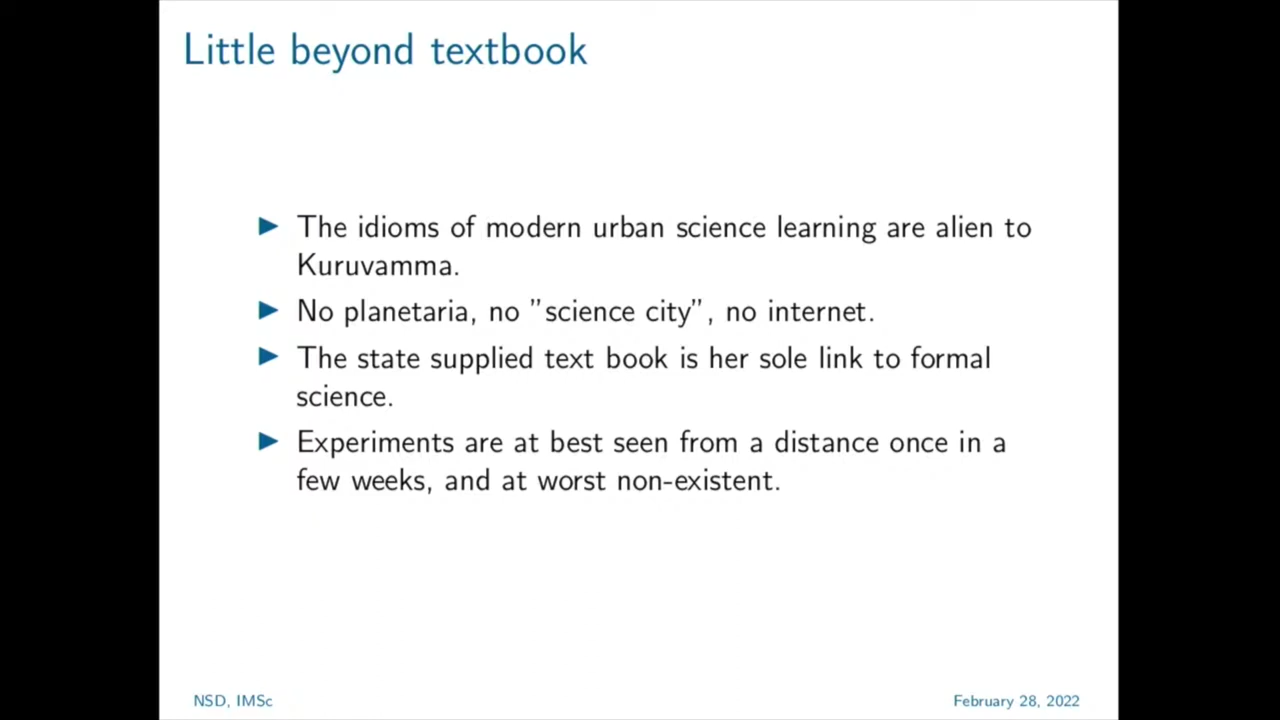 Little beyond textbook
▶ The idioms of modern urban science learning are alien to
Kuruvamma.
▶ No planetaria, no ”science city”, no internet.
▶ The state supplied text book is her sole link to formal
science.
▶ Experiments are at best seen from a distance once in a
few weeks, and at worst non-existent.
NSD, IMSc
February 28, 2022